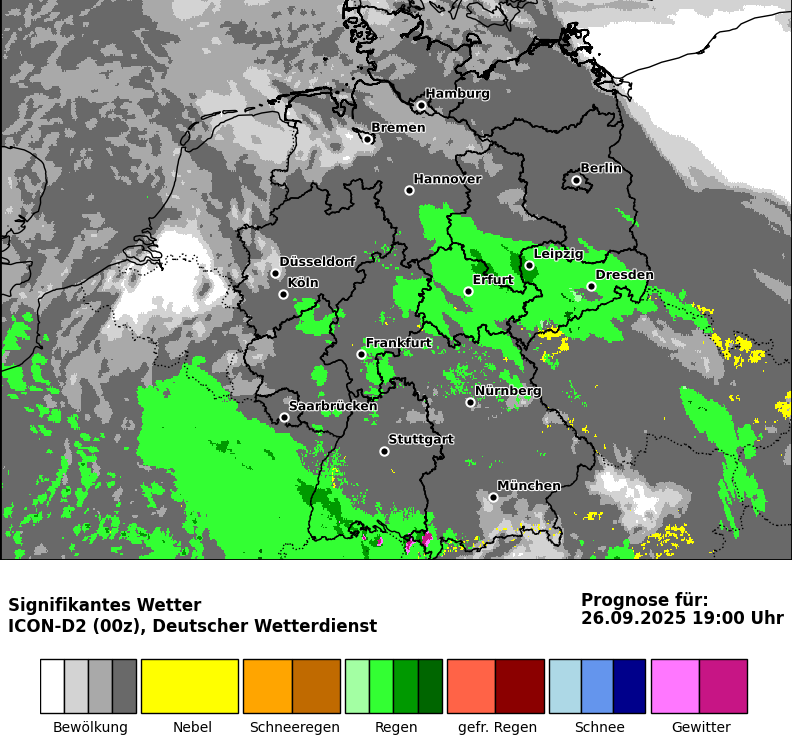 Hamburg
Bremen
Berlin
Hannover
Leipzig
Düsseldorf
Dresden
Köln
Erfurt
Frankfurt
Nürnberg
Saarbrücken
Stuttgart
München
Signifikantes Wetter
ICON-D2 (00z), Deutscher Wetterdienst
Prognose für:
26.09.2025 19:00 Uhr
Bewölkung
Nebel
Schneeregen
Regen
gefr. Regen
Schnee
Gewitter